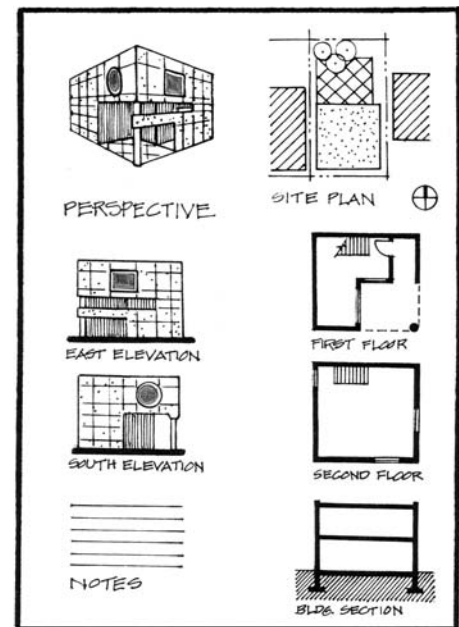 PERSPECTIVE
SITE PLAN
EAST ELEVATION
FIRST FLOOR
SOUTH ELEVATION
SECOND FLOOR
NOTES
BLDG. SECTION